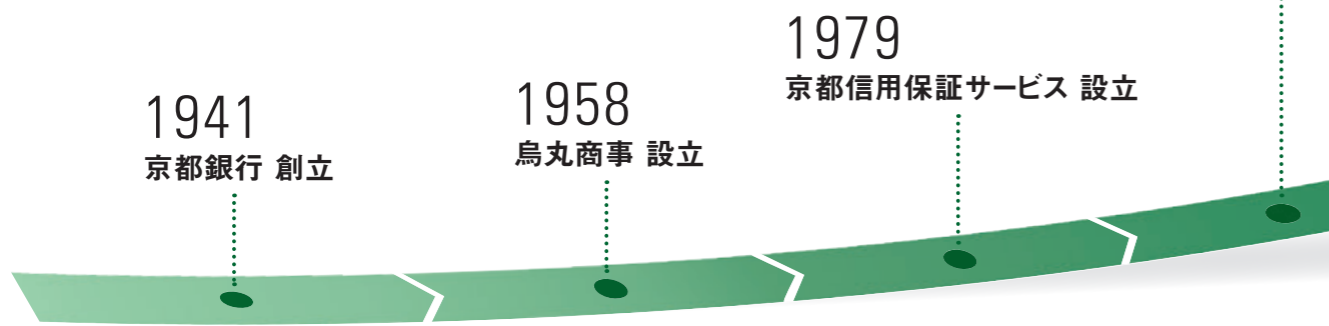 1941
京都銀行 創立
1958
烏丸商事 設立
1979
京都信用保証サービス 設立